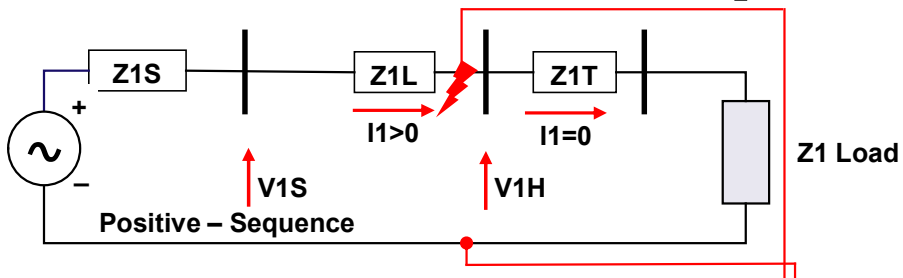 Z1S
Z1L
Z1T
+
I1>0
I1=0
Z1 Load
~
–
V1S
V1H
Positive – Sequence